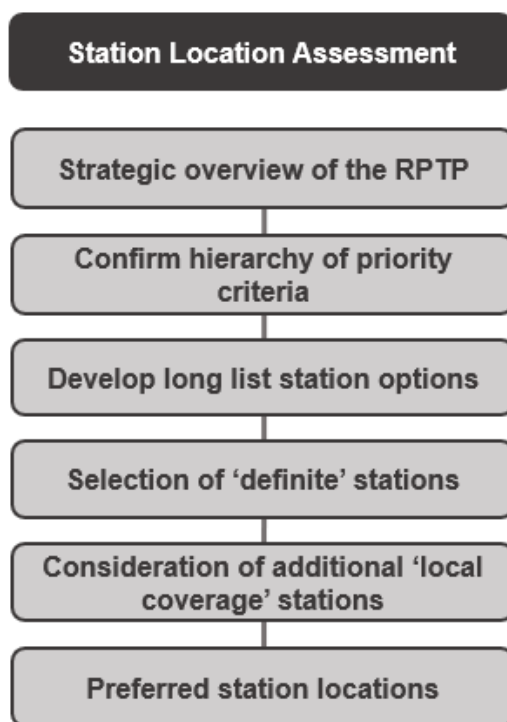 Station Location Assessment
Strategic overview of the RPTP
Confirm hierarchy of priority
criteria
Develop long list station options
Selection of ‘definite’ stations
Consideration of additional ‘local
coverage’ stations
Preferred station locations